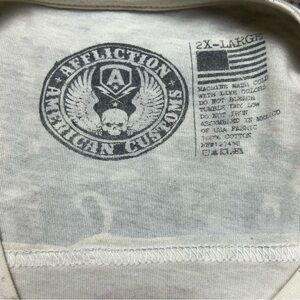 AFFLICTION
A
AMERICAN CUSTOMS
2X-LARGE
MACHINE WASH COLD
WITH LIKE COLORS
DO NOT BLEACH
TUMBLE DRY LOW
DO NOT IRON
ASSEMBLED IN MEXICO
OF USA FABRIC
100% COTTON